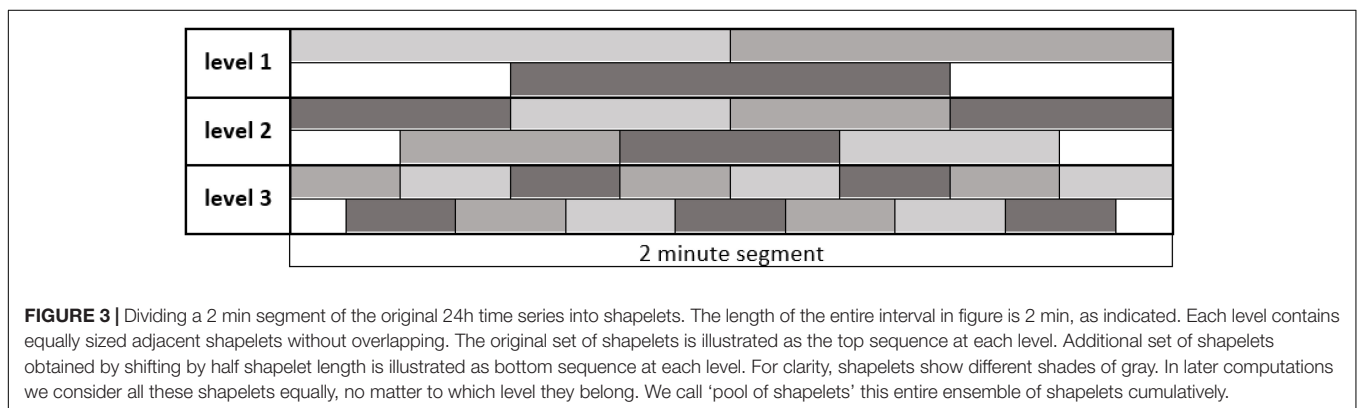 level 1
level 2
level 3
2 minute segment
FIGURE 3 | Dividing a 2 min segment of the original 24h time series into shapelets. The length of the entire interval in figure is 2 min, as indicated. Each level contains
equally sized adjacent shapelets without overlapping. The original set of shapelets is illustrated as the top sequence at each level. Additional set of shapelets
obtained by shifting by half shapelet length is illustrated as bottom sequence at each level. For clarity, shapelets show different shades of gray. In later computations
we consider all these shapelets equally, no matter to which level they belong. We call ‘pool of shapelets’ this entire ensemble of shapelets cumulatively.